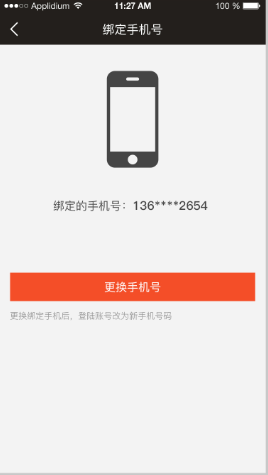 Applidium 11:27 AM 100 %
绑定手机号
绑定的手机号：136****2654
更换手机号
更换绑定手机后，登陆账号改为新手机号码